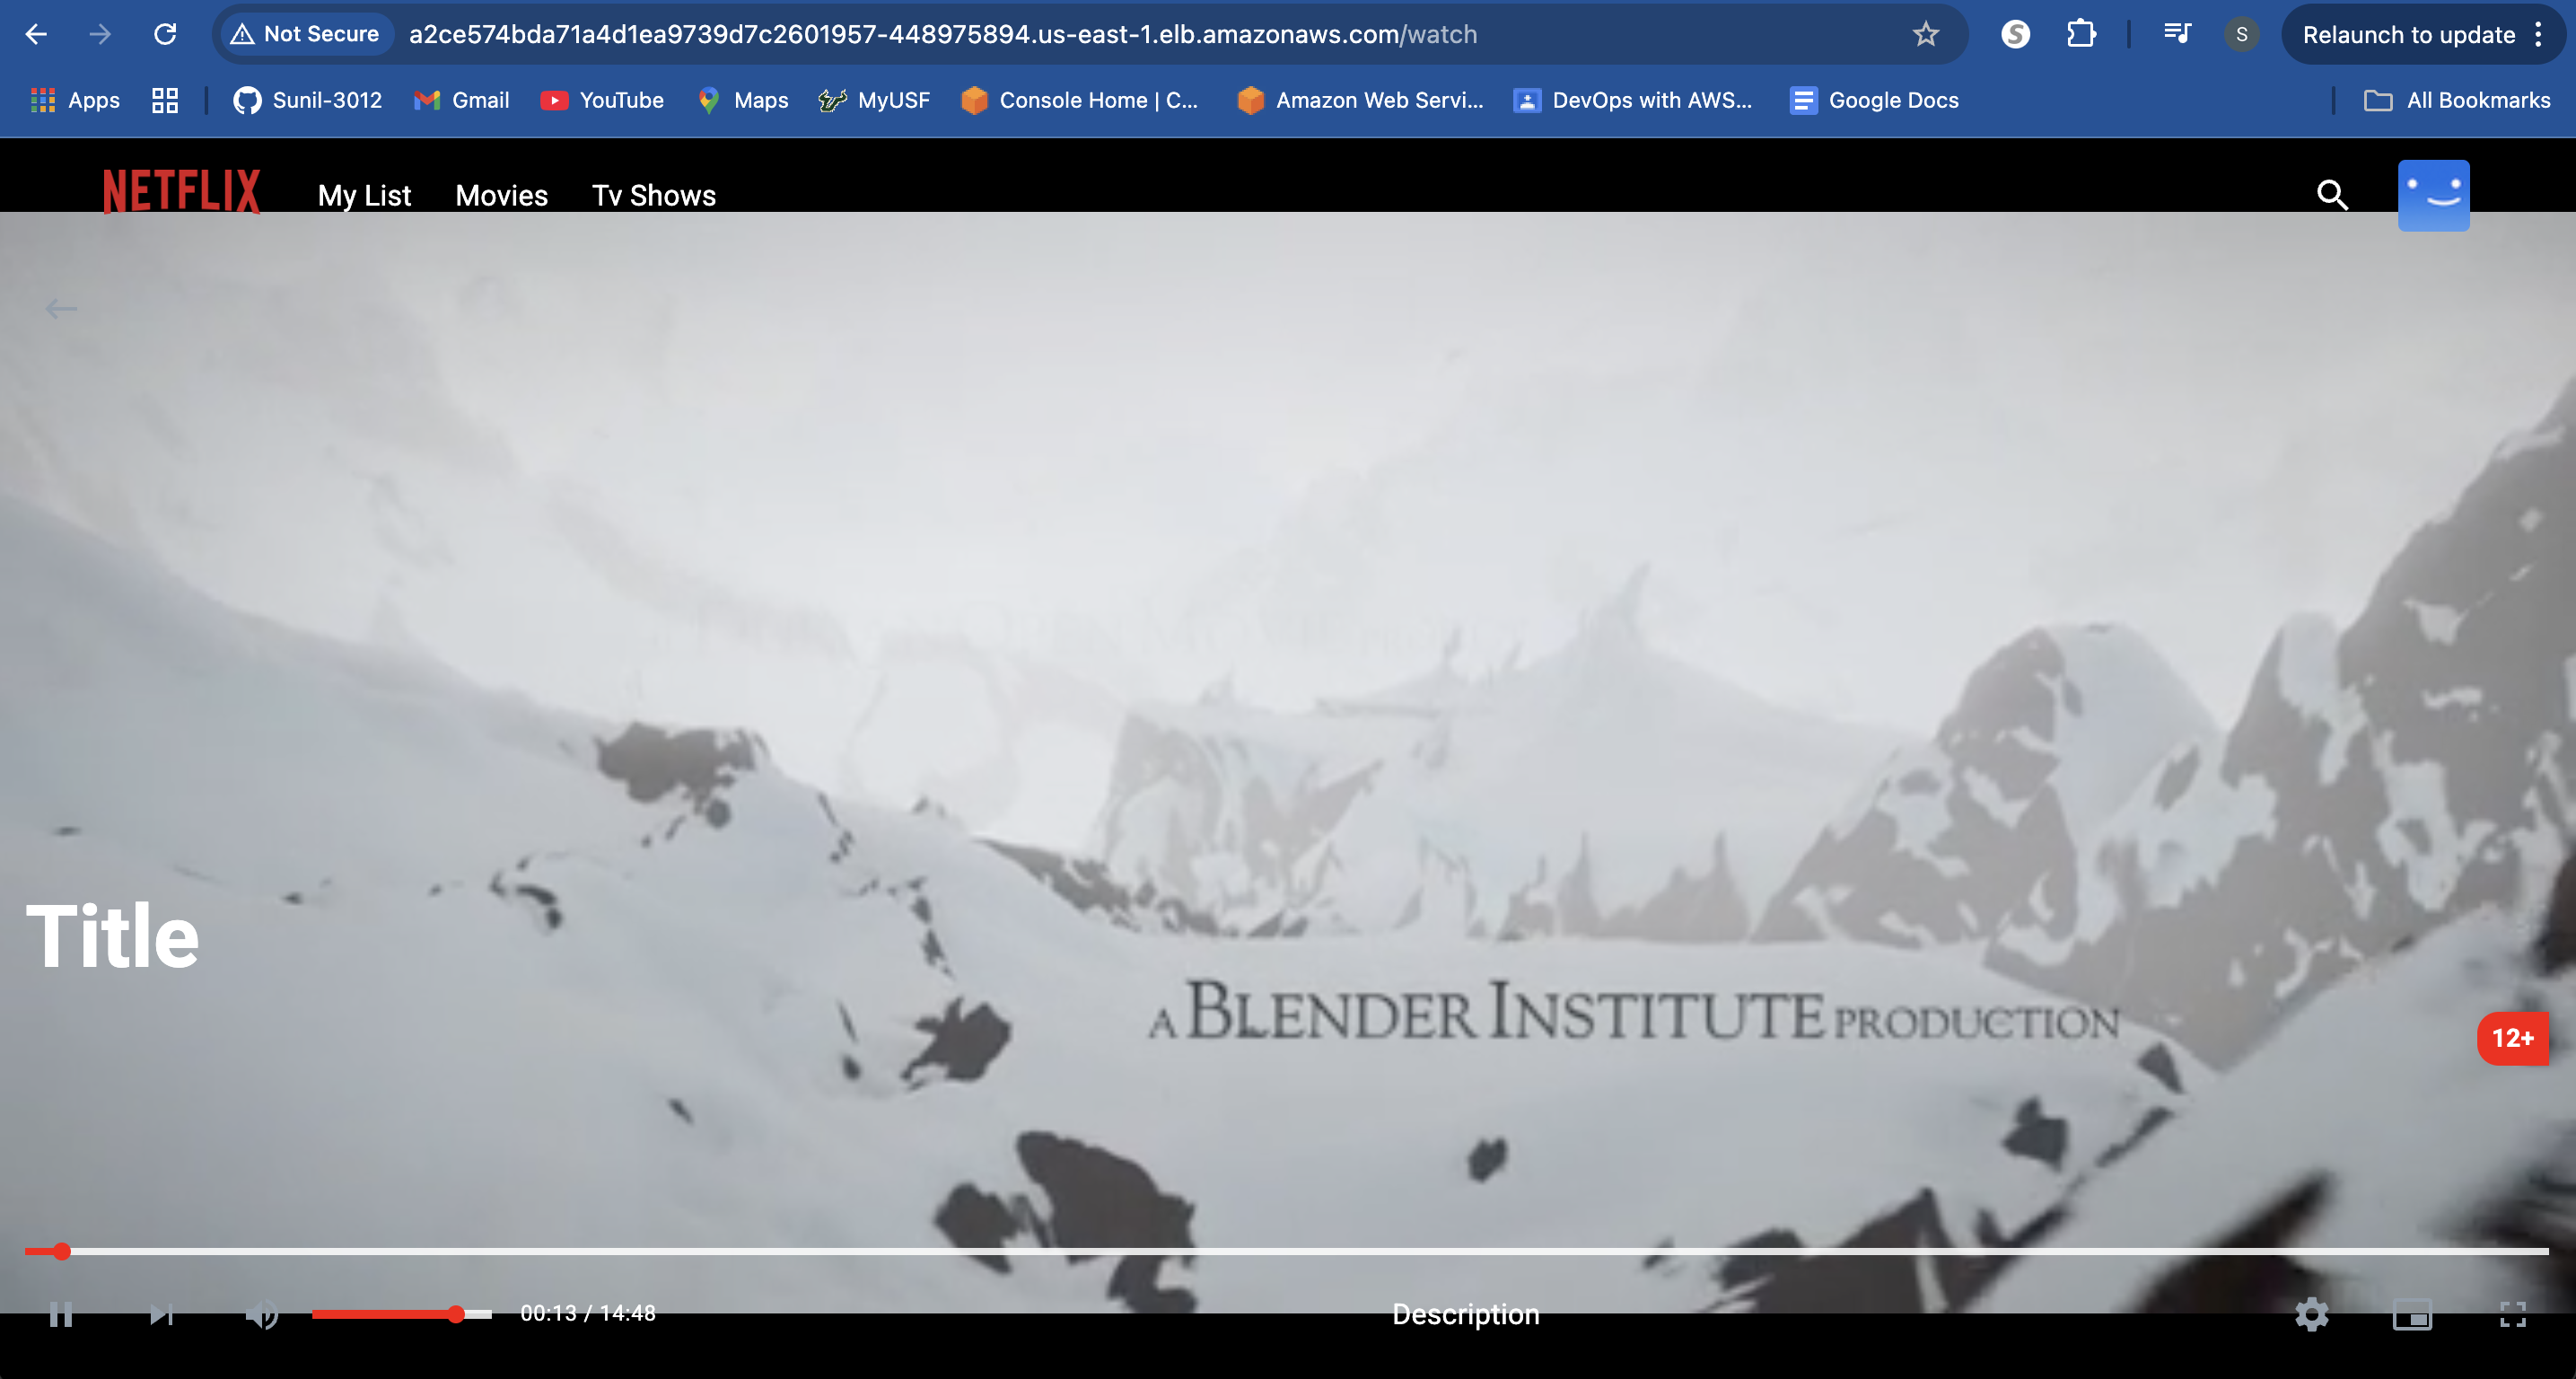 Not Secure a2ce574bda71a4d1ea9739d7c2601957-448975894.us-east-1.elb.amazonaws.com/watch S S Relaunch to update
Apps Sunil-3012 Gmail YouTube Maps MyUSF Console Home | C... Amazon Web Servi... DevOps with AWS... Google Docs All Bookmarks
NETFLIX My List Movies Tv Shows
Title
A BLENDER INSTITUTE PRODUCTION
12+
00:13 / 14:48 Description